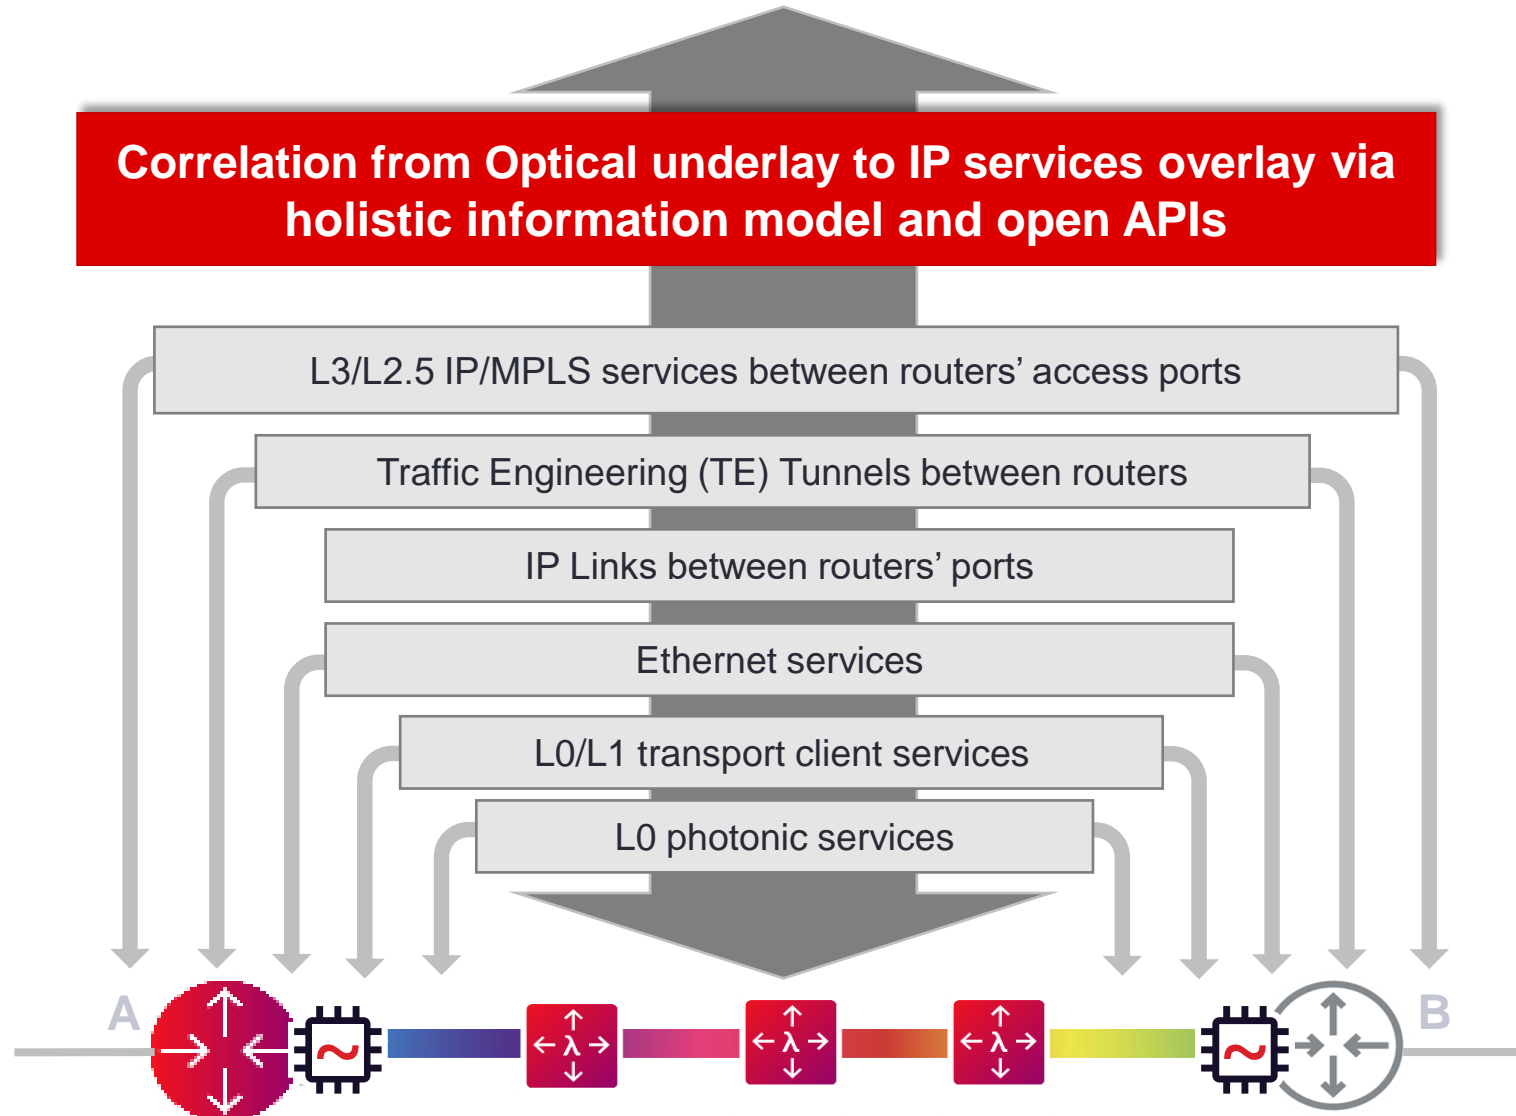 Correlation from Optical underlay to IP services overlay via
holistic information model and open APIs
L3/L2.5 IP/MPLS services between routers’ access ports
Traffic Engineering (TE) Tunnels between routers
IP Links between routers’ ports
Ethernet services
L0/L1 transport client services
L0 photonic services
A
λ
λ
λ
B